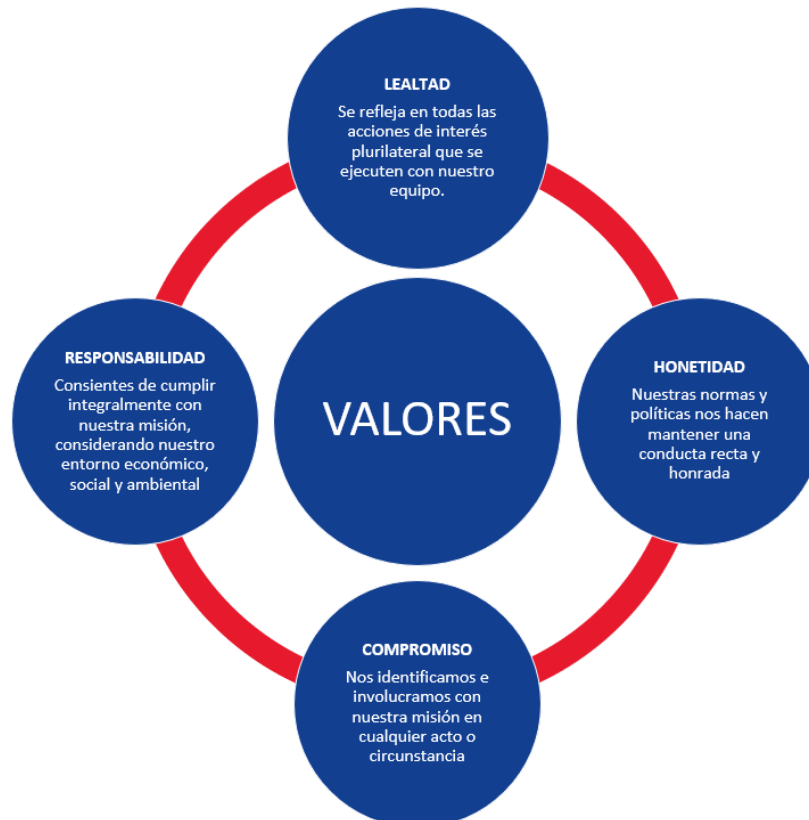 LEALTAD
Se refleja en todas las
acciones de interés
plurilateral que se
ejecuten con nuestro
equipo.
RESPONSABILIDAD
Consientes de cumplir
integralmente con
nuestra misión,
considerando nuestro
entorno económico,
social y ambiental
VALORES
HONETIDAD
Nuestras normas y
políticas nos hacen
mantener una
conducta recta y
honrada
COMPROMISO
Nos identificamos e
involucramos con
nuestra misión en
cualquier acto o
circunstancia